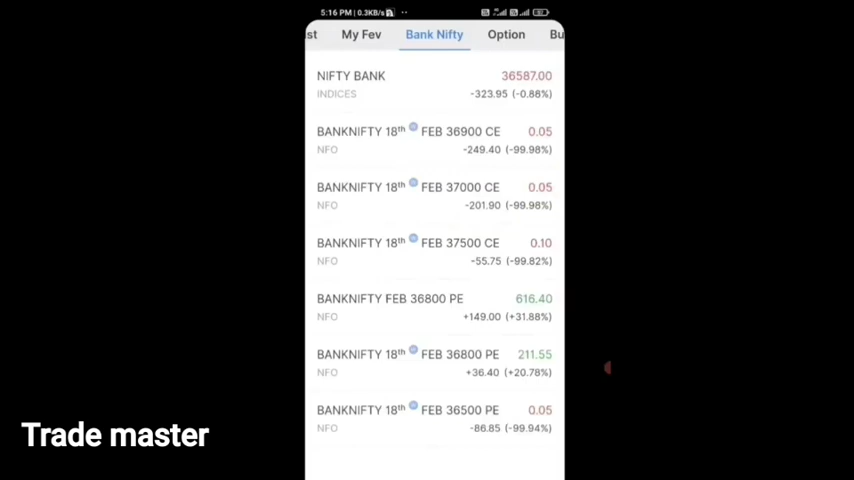 5:16 PM | 0.3KB/s
ist My Fev Bank Nifty Option Bu
NIFTY BANK 36587.00
INDICES -323.95 (-0.88%)
BANKNIFTY 18th FEB 36900 CE 0.05
NFO -249.40 (-99.98%)
BANKNIFTY 18th FEB 37000 CE 0.05
NFO -201.90 (-99.98%)
BANKNIFTY 18th FEB 37500 CE 0.10
NFO -55.75 (-99.82%)
BANKNIFTY FEB 36800 PE 616.40
NFO +149.00 (+31.88%)
BANKNIFTY 18th FEB 36800 PE 211.55
NFO +36.40 (+20.78%)
BANKNIFTY 18th FEB 36500 PE 0.05
NFO -86.85 (-99.94%)
Trade master